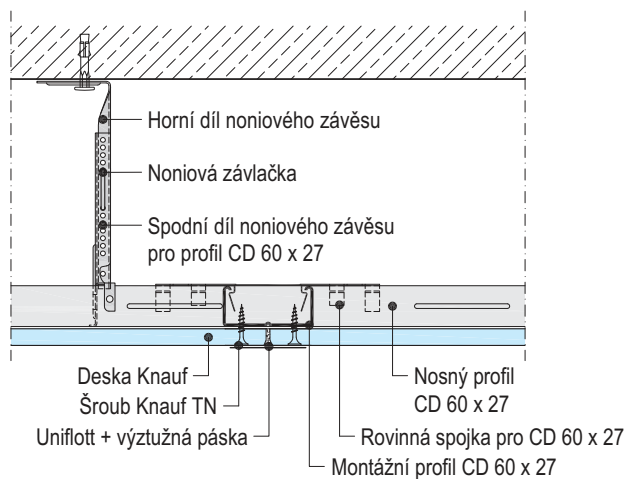 Horní díl noniového závěsu
Noniová závlačka
Spodní díl noniového závěsu
pro profil CD 60 x 27
Deska Knauf
Šroub Knauf TN
Uniflott + výztužná páska
Nosný profil
CD 60 x 27
Rovinná spojka pro CD 60 x 27
Montážní profil CD 60 x 27